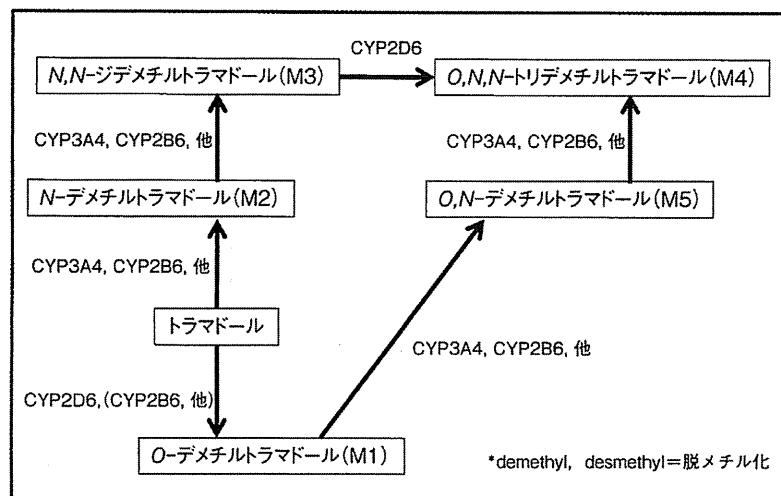 CYP2D6
N,N-ジデメチルトラマドール(M3)
O,N,N-トリデメチルトラマドール(M4)
CYP3A4, CYP2B6, 他
CYP3A4, CYP2B6, 他
N-デメチルトラマドール(M2)
O,N-デメチルトラマドール(M5)
CYP3A4, CYP2B6, 他
トラマドール
CYP3A4, CYP2B6, 他
CYP2D6,(CYP2B6, 他)
O-デメチルトラマドール(M1)
*demethyl, desmethyl=脱メチル化